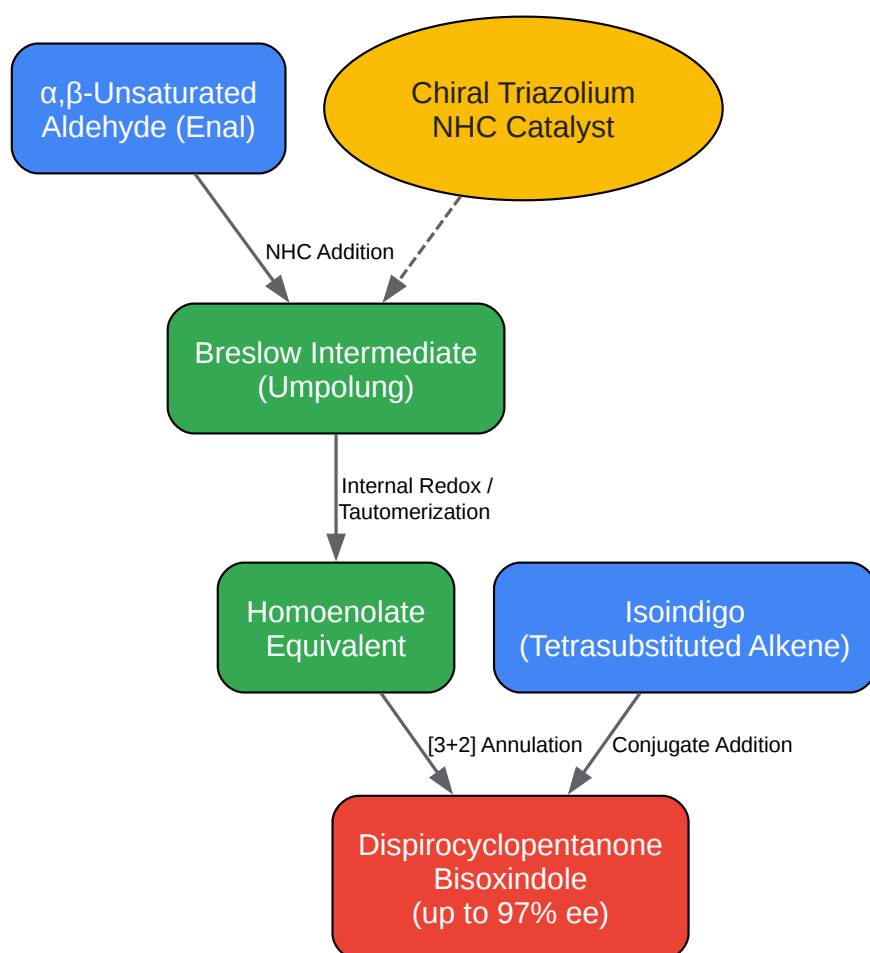 α,β-Unsaturated
Aldehyde (Enal)
Chiral Triazolium
NHC Catalyst
NHC Addition
Breslow Intermediate
(Umpolung)
Internal Redox /
Tautomerization
Homoenolate
Equivalent
Isoindigo
(Tetrasubstituted Alkene)
[3+2] Annulation
Conjugate Addition
Dispirocyclopentanone
Bisoxindole
(up to 97% ee)